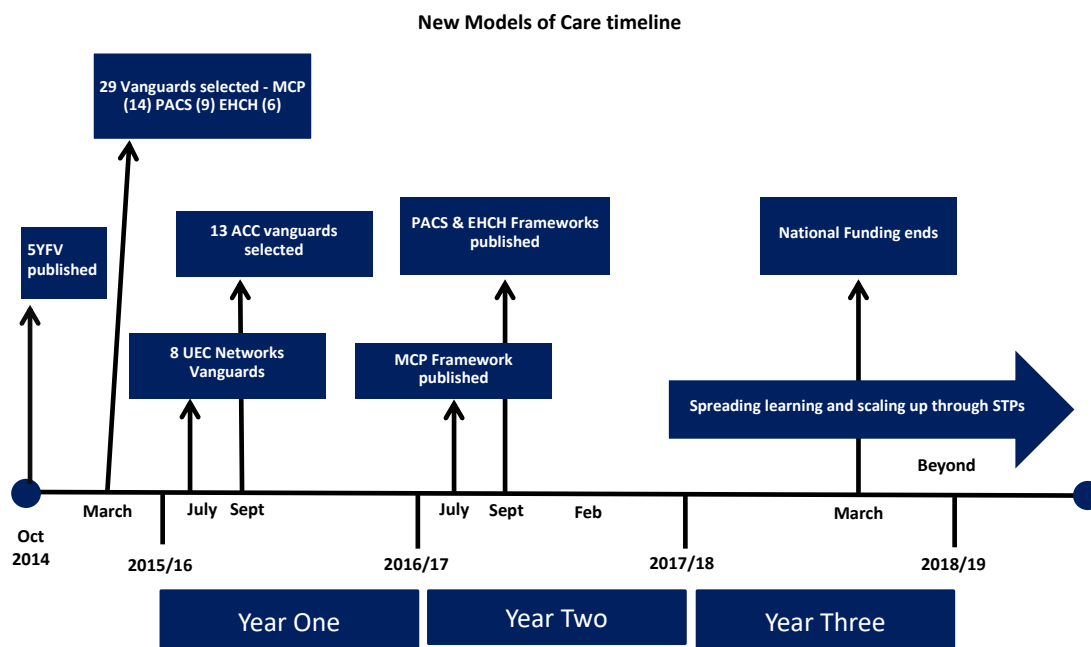 New Models of Care timeline
29 Vanguards selected - MCP
(14) PACS (9) EHCH (6)
5YFV
published
13 ACC vanguards
selected
PACS & EHCH Frameworks
published
National Funding ends
8 UEC Networks
Vanguards
MCP Framework
published
Spreading learning and scaling up through STPs
Beyond
Oct
2014
March
July
Sept
July
Sept
Feb
March
2015/16
2016/17
2017/18
2018/19
Year One
Year Two
Year Three